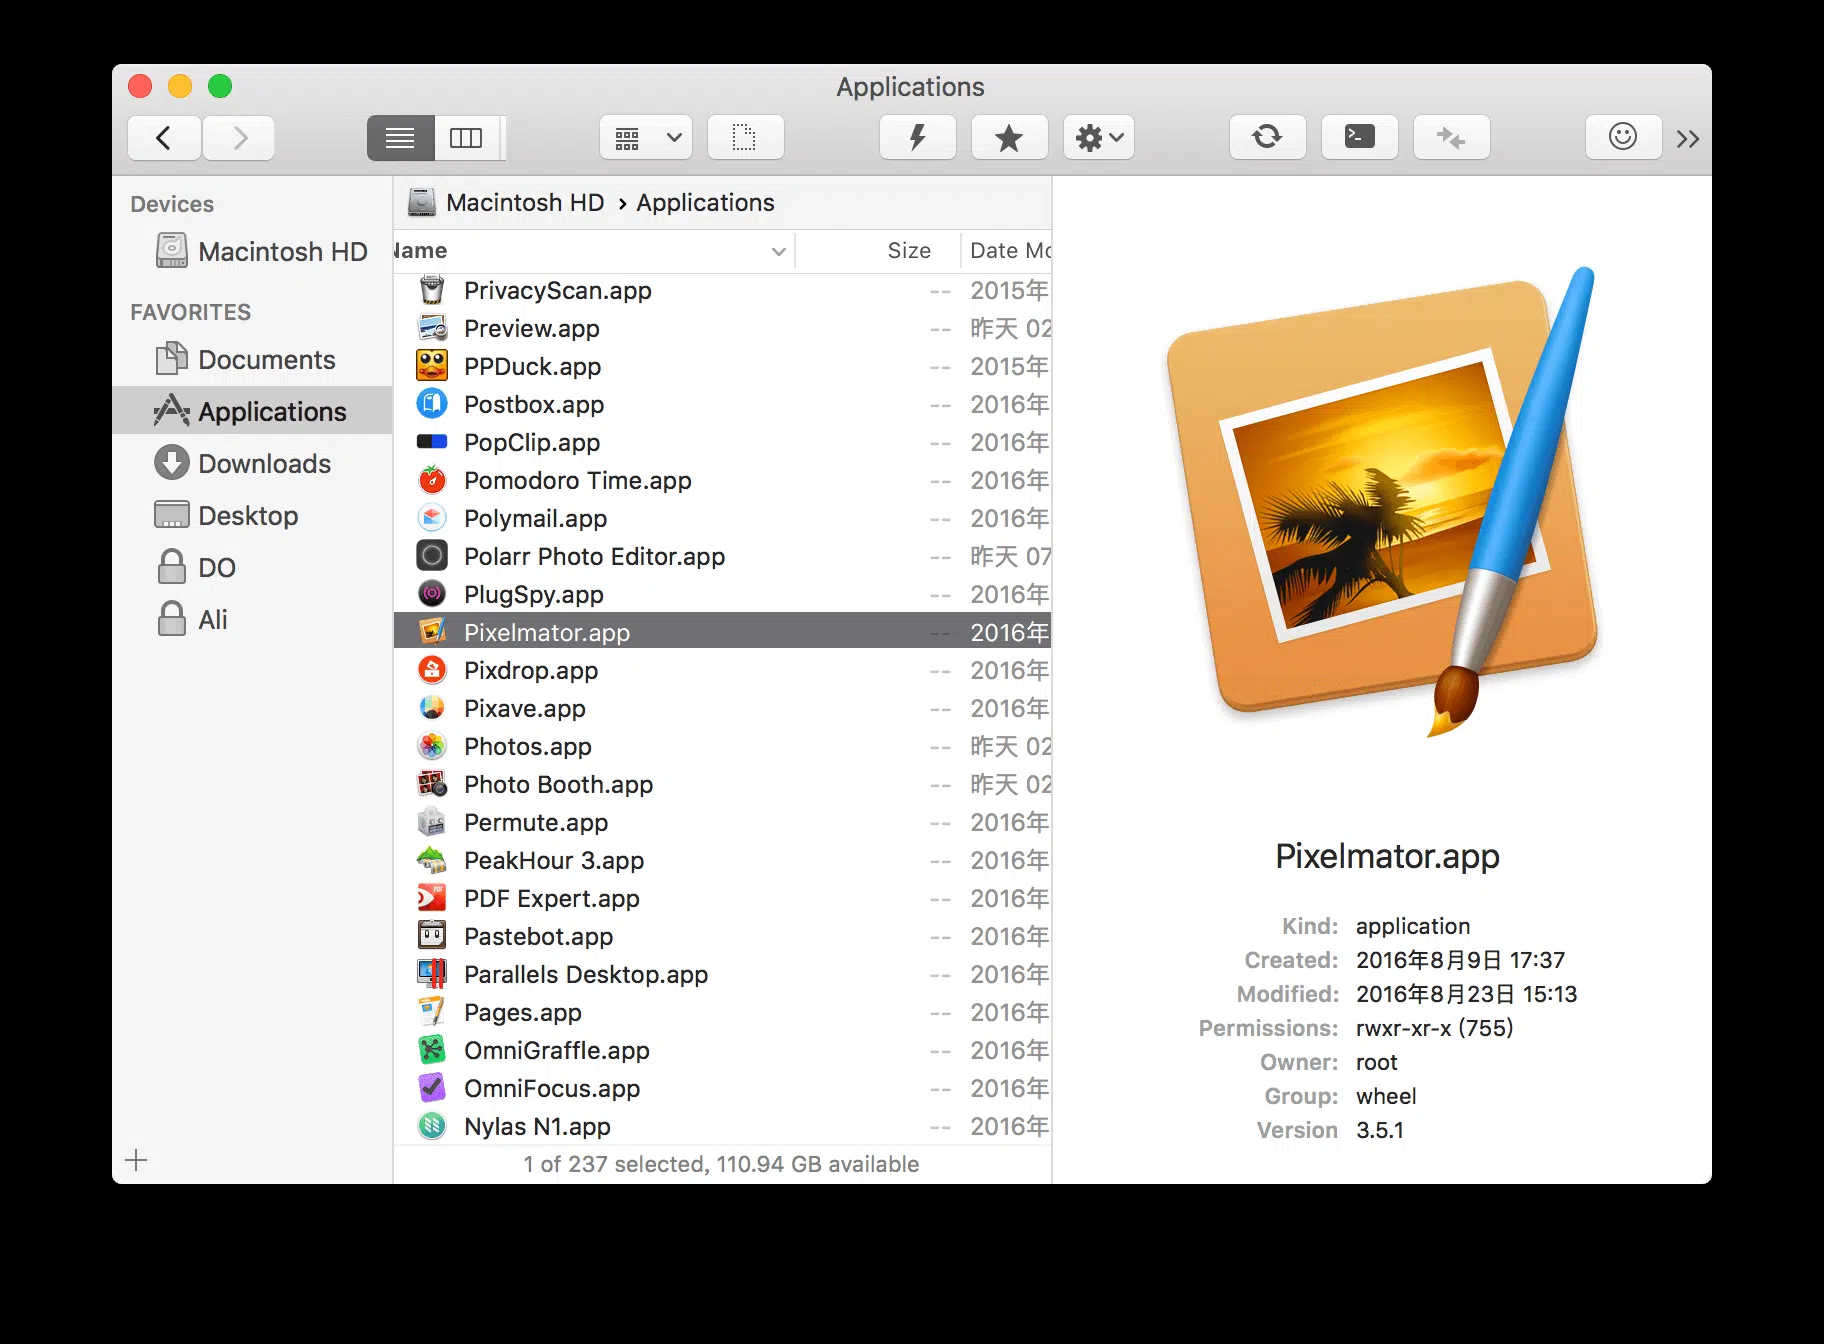 Applications
Devices
Macintosh HD
FAVORITES
Documents
Applications
Downloads
Desktop
DO
Ali
Macintosh HD › Applications
Name Size Date Mo
PrivacyScan.app -- 2015年
Preview.app -- 昨天 02
PPDuck.app -- 2015年
Postbox.app -- 2016年
PopClip.app -- 2016年
Pomodoro Time.app -- 2016年
Polymail.app -- 2016年
Polarr Photo Editor.app -- 昨天 07
PlugSpy.app -- 2016年
Pixelmator.app -- 2016年
Pixdrop.app -- 2016年
Pixave.app -- 2016年
Photos.app -- 昨天 02
Photo Booth.app -- 昨天 02
Permute.app -- 2016年
PeakHour 3.app -- 2016年
PDF Expert.app -- 2016年
Pastebot.app -- 2016年
Parallels Desktop.app -- 2016年
Pages.app -- 2016年
OmniGraffle.app -- 2016年
OmniFocus.app -- 2016年
Nylas N1.app -- 2016年
1 of 237 selected, 110.94 GB available
Pixelmator.app
Kind: application
Created: 2016年8月9日 17:37
Modified: 2016年8月23日 15:13
Permissions: rwxr-xr-x (755)
Owner: root
Group: wheel
Version 3.5.1